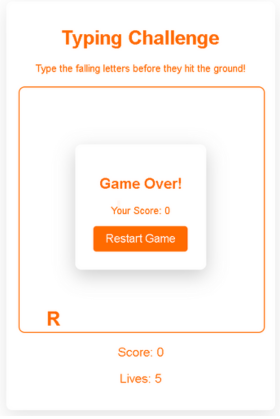 Typing Challenge
Type the falling letters before they hit the ground!
Game Over!
Your Score: 0
Restart Game
R
Score: 0
Lives: 5